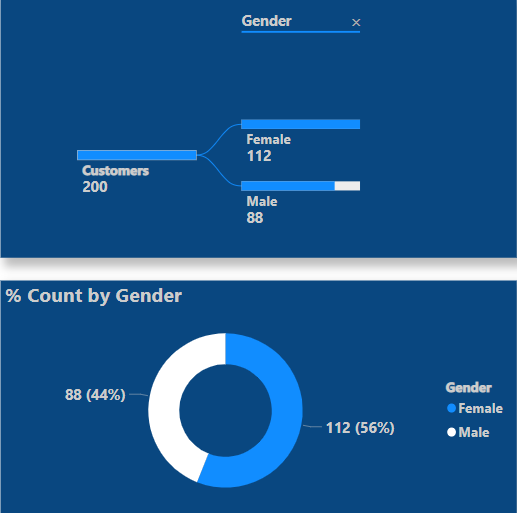 Gender ×
Female
112
Customers
200
Male
88
% Count by Gender
88 (44%)
112 (56%)
Gender
Female
Male